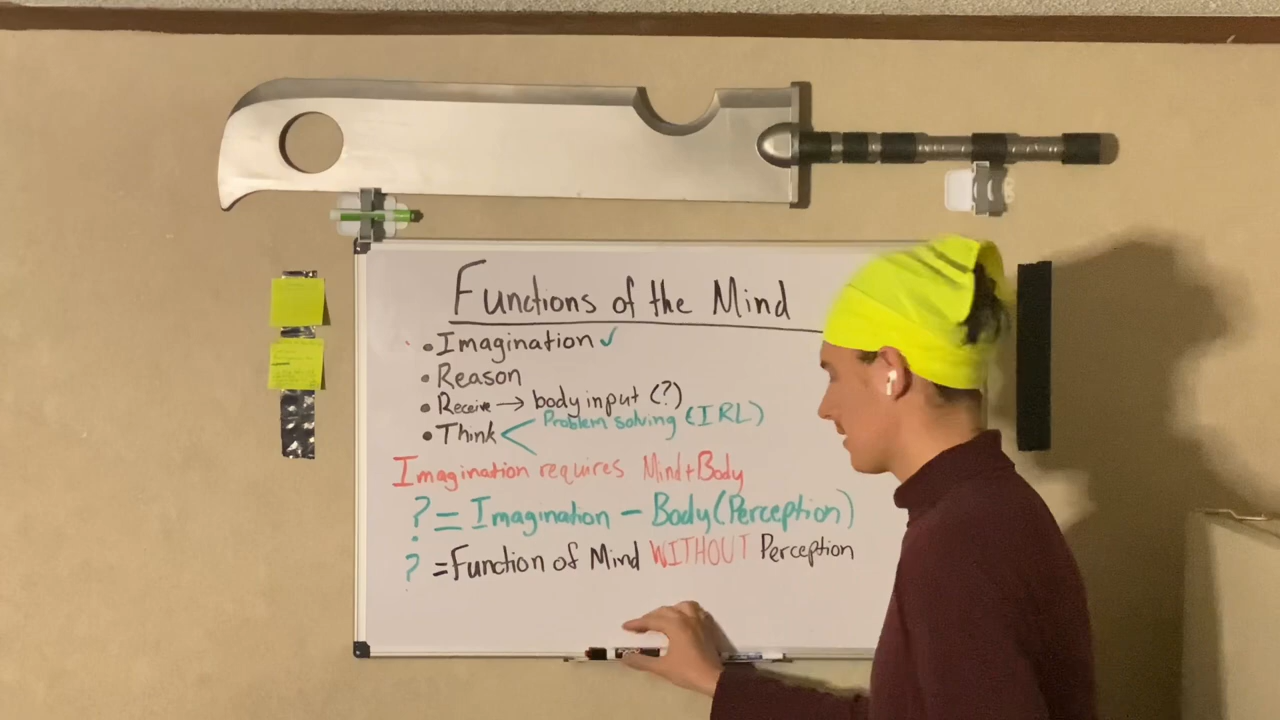 Functions of the Mind
• Imagination ✓
• Reason
• Receive → body input (?)
• Think < Problem solving (IRL)
Imagination requires Mind+Body
? = Imagination - Body (Perception)
? = Function of Mind WITHOUT Perception